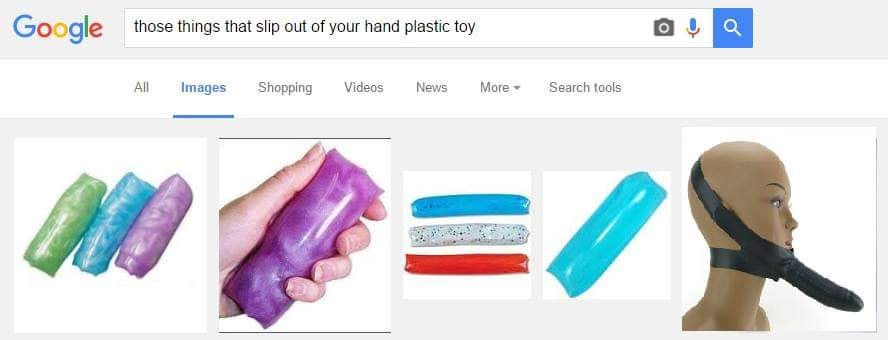 Google those things that slip out of your hand plastic toy
All Images Shopping Videos News More Search tools